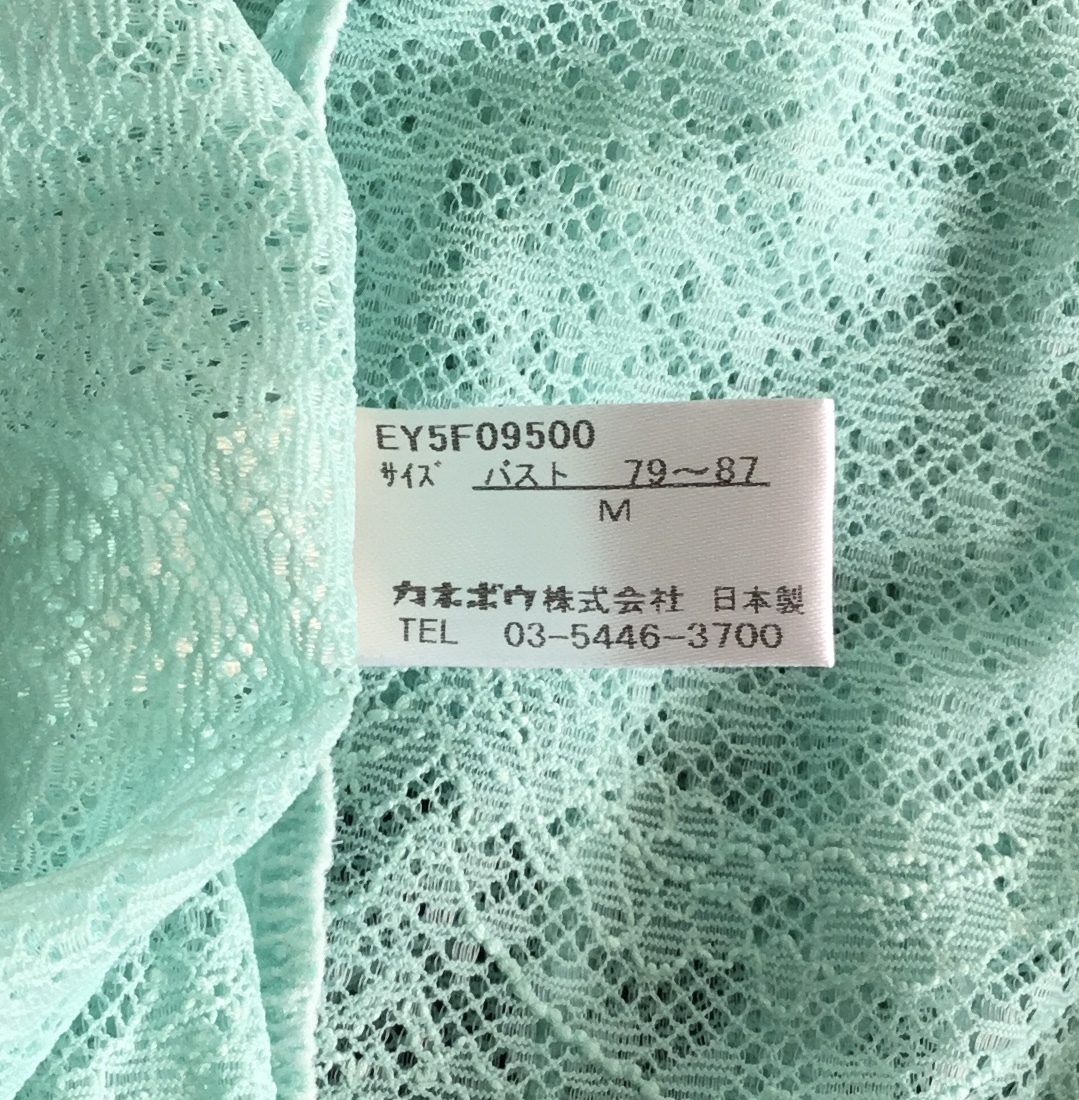 EY5F09500
サイズ バスト 79〜87
M
カネボウ株式会社 日本製
TEL 03-5446-3700